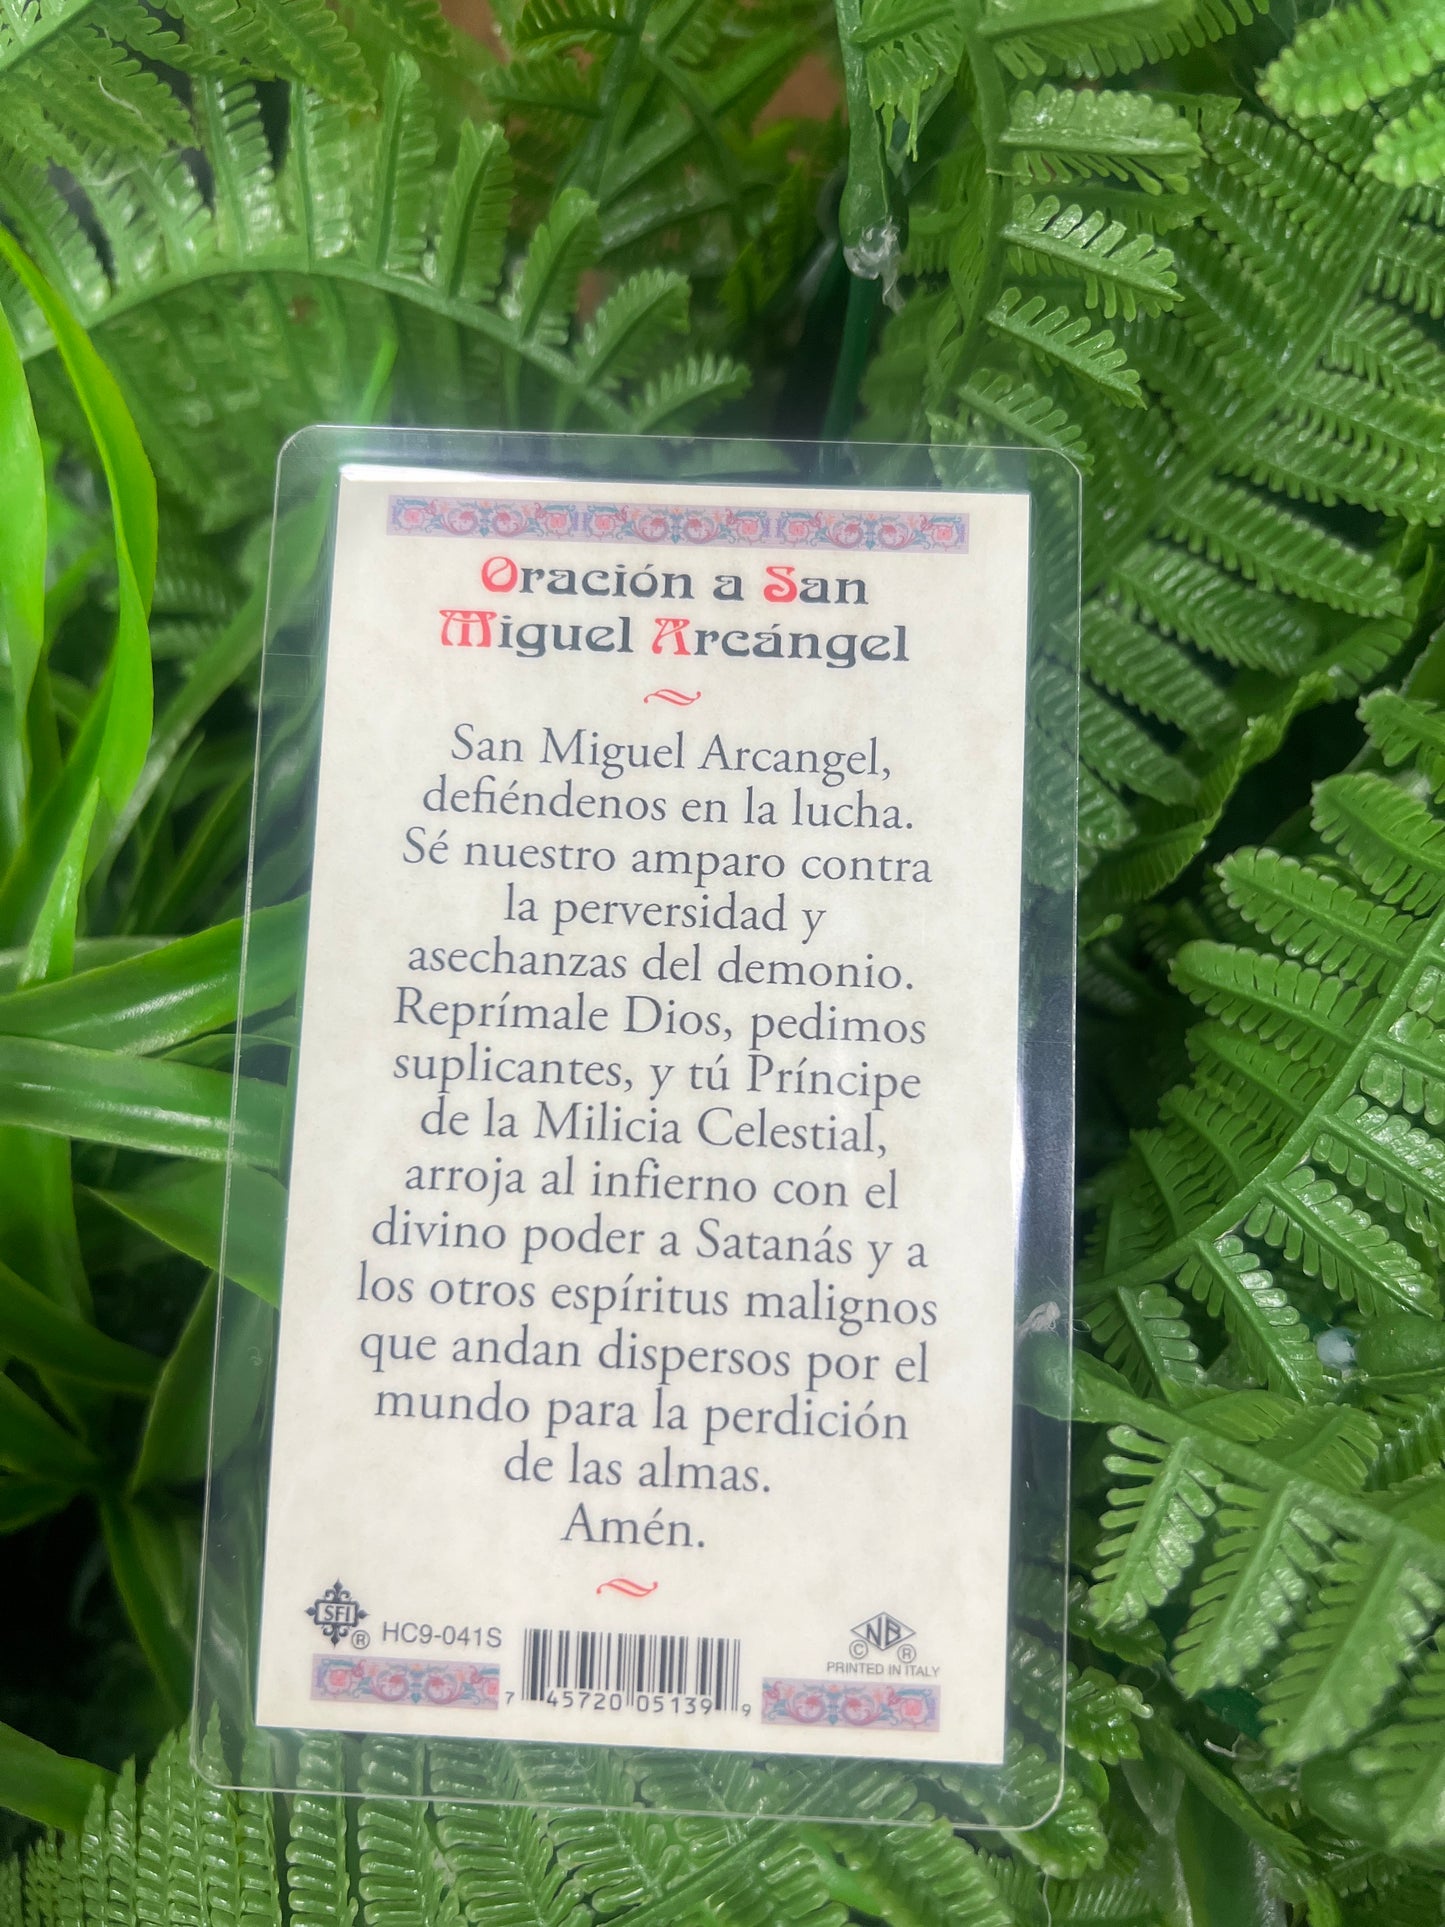 Oración a San
Miguel Arcángel
San Miguel Arcangel,
defiéndenos en la lucha.
Sé nuestro amparo contra
la perversidad y
asechanzas del demonio.
Reprímale Dios, pedimos
suplicantes, y tú Príncipe
de la Milicia Celestial,
arroja al infierno con el
divino poder a Satanás y a
los otros espíritus malignos
que andan dispersos por el
mundo para la perdición
de las almas.
Amén.
SFI ® HC9-041S
7 45720 05139 9
NB
© ®
PRINTED IN ITALY